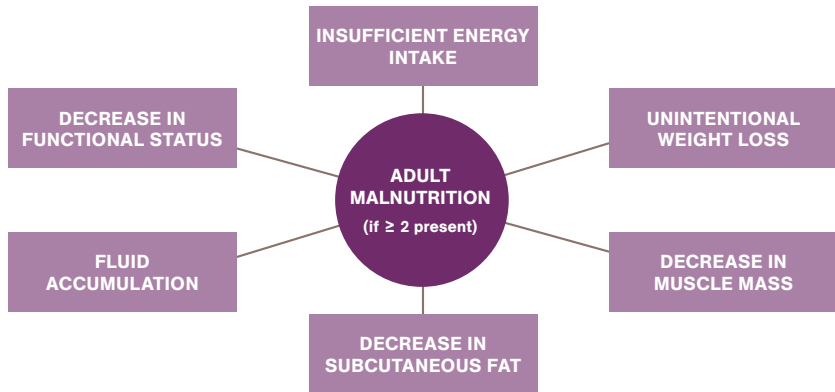 INSUFFICIENT ENERGY
INTAKE
DECREASE IN
FUNCTIONAL STATUS
UNINTENTIONAL
WEIGHT LOSS
ADULT
MALNUTRITION
(if ≥ 2 present)
FLUID
ACCUMULATION
DECREASE IN
MUSCLE MASS
DECREASE IN
SUBCUTANEOUS FAT